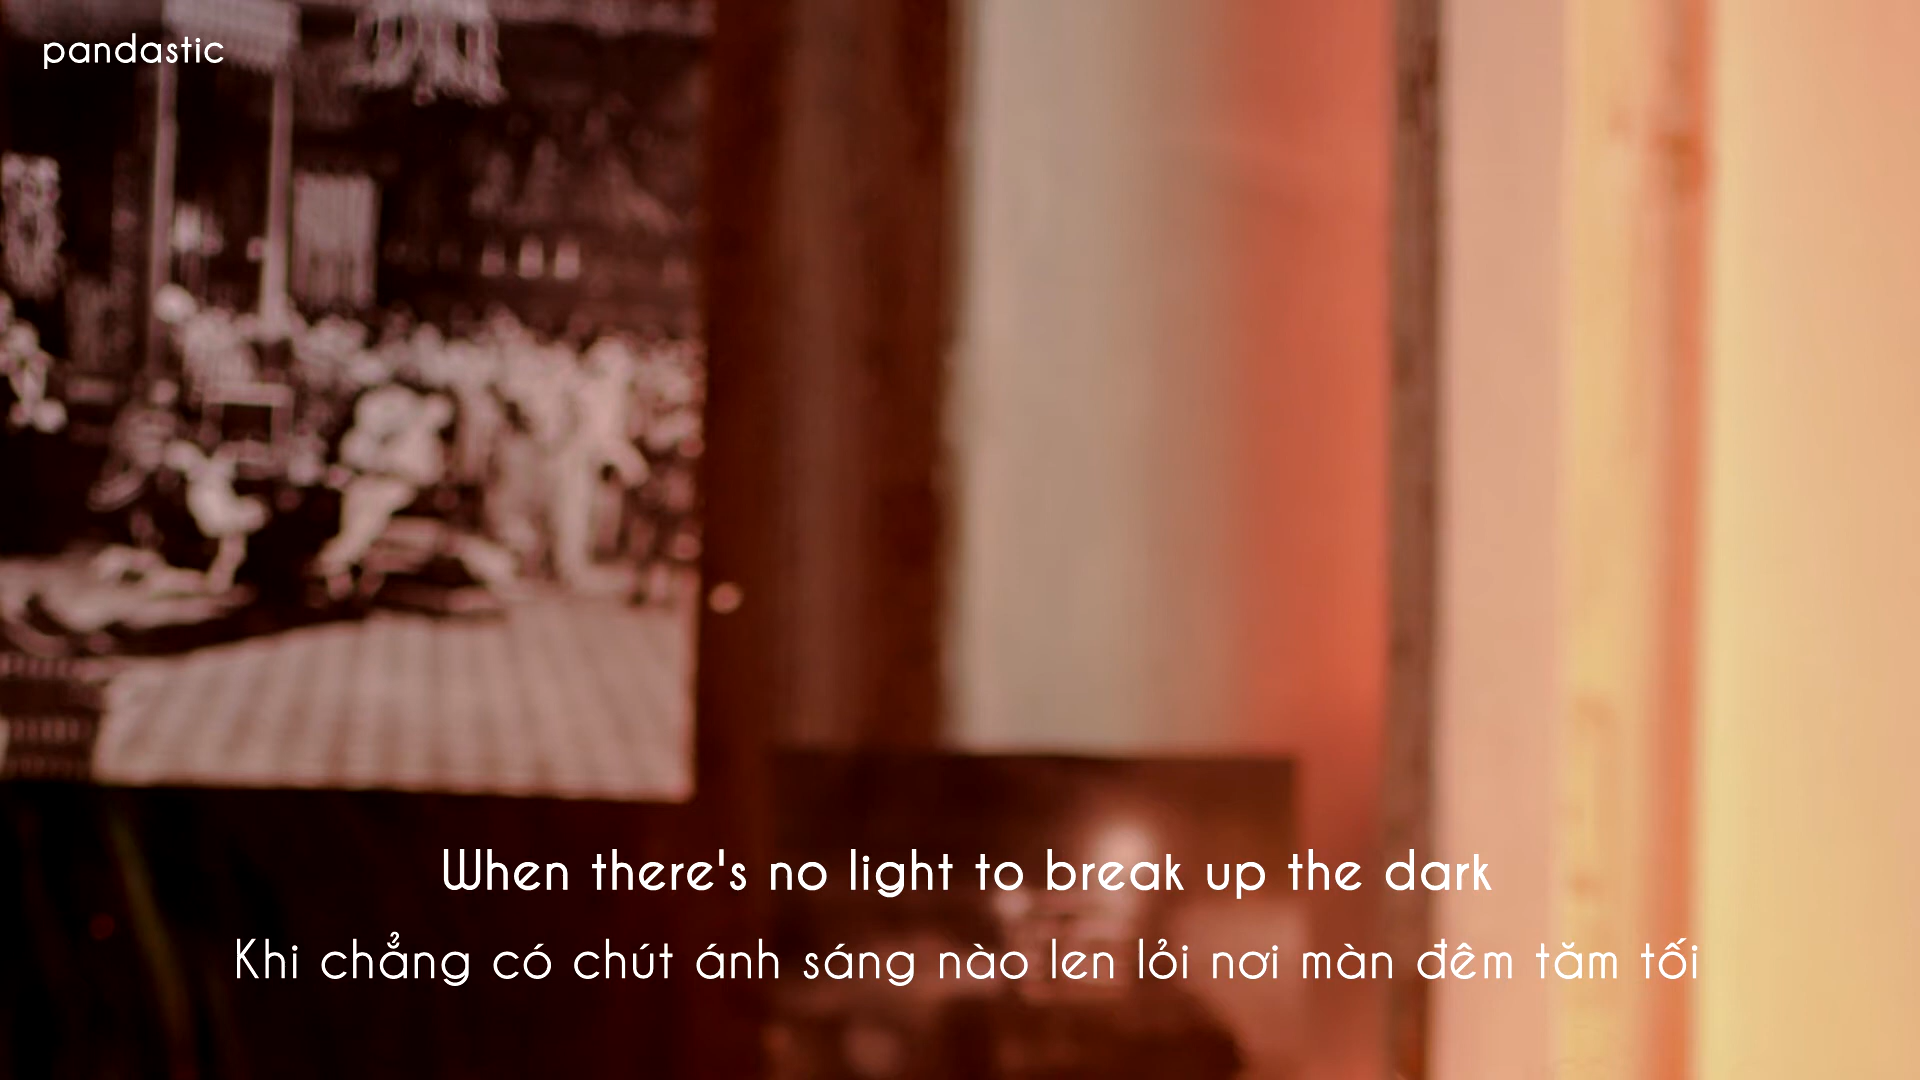 pandastic
When there's no light to break up the dark
Khi chẳng có chút ánh sáng nào len lỏi nơi màn đêm tăm tối